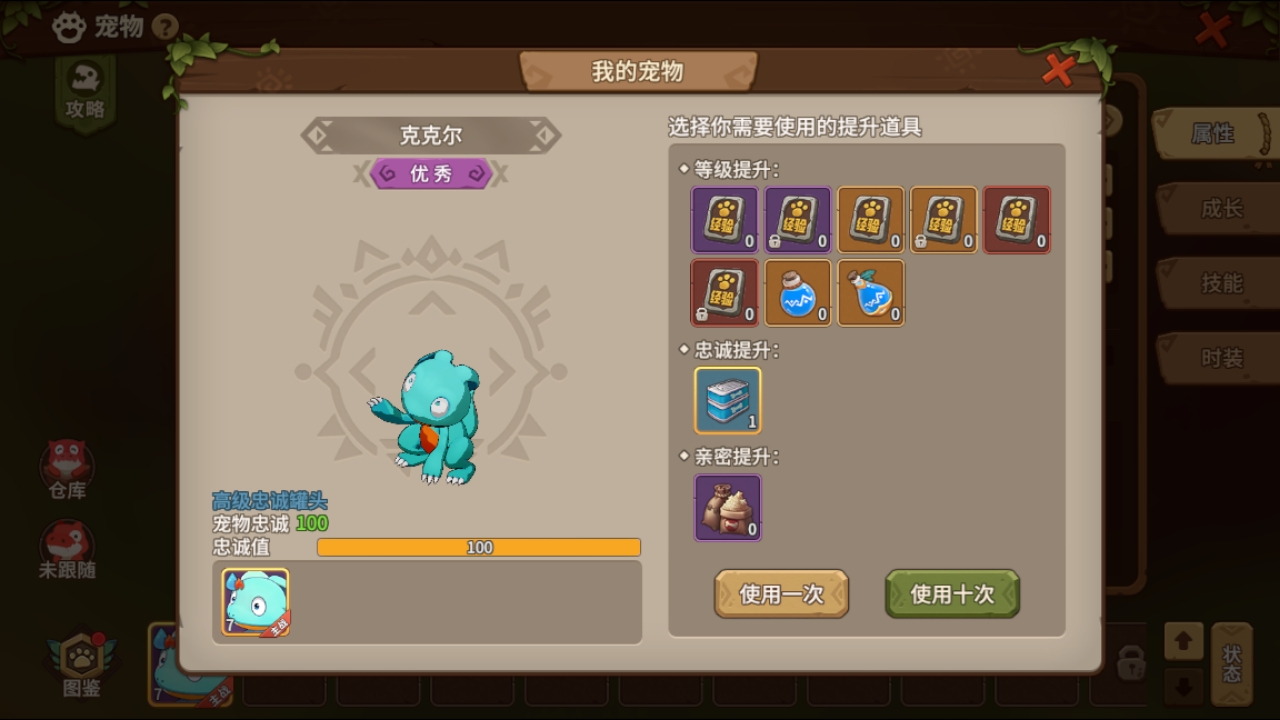 宠物 ?
我的宠物
攻略
克克尔
优秀
选择你需要使用的提升道具
等级提升:
经验 0
经验 0
经验 0
经验 0
经验 0
经验 0
0
0
忠诚提升:
1
亲密提升:
0
高级忠诚罐头
宠物忠诚 100
忠诚值 100
7 主战
使用一次
使用十次
属性
成长
技能
时装
仓库
未跟随
图鉴
7 主战
状态